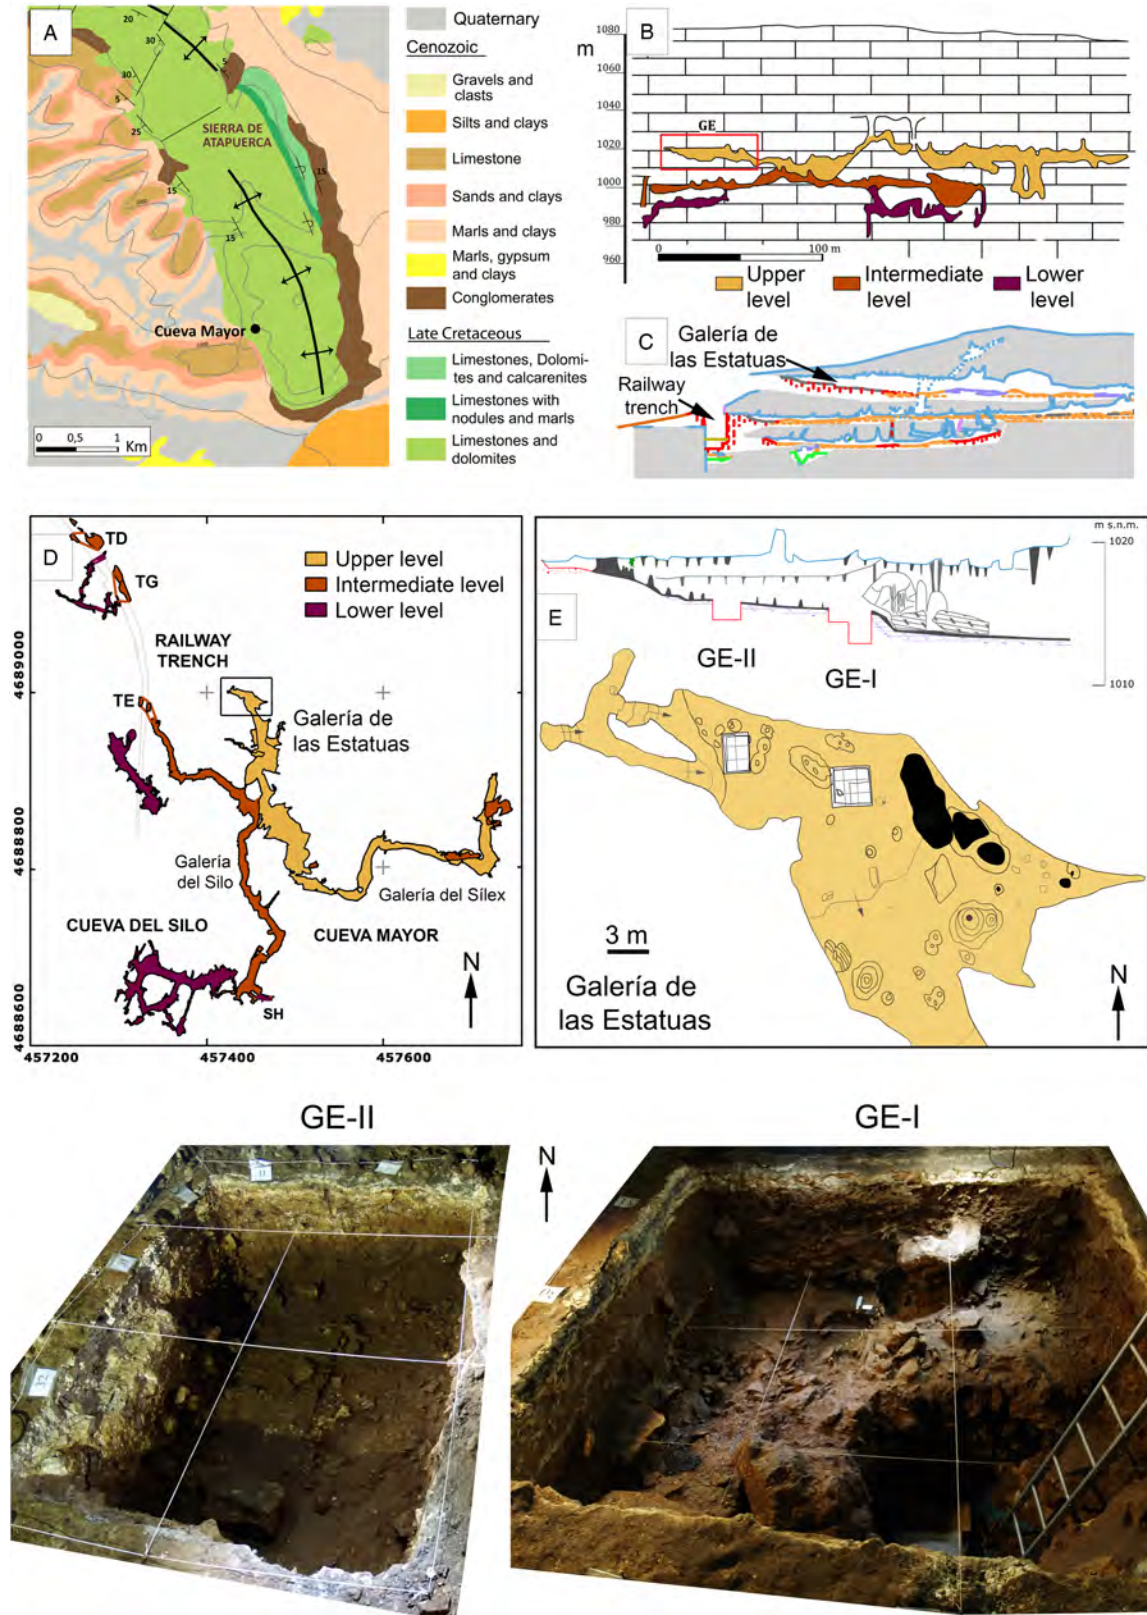 A
20
30
30
5
25
5
SIERRA DE
ATAPUERCA
15
15
15
Cueva Mayor
0 0,5 1
Km
Quaternary
Cenozoic
Gravels and
clasts
Silts and clays
Limestone
Sands and clays
Marls and clays
Marls, gypsum
and clays
Conglomerates
Late Cretaceous
Limestones, Dolomi-
tes and calcarenites
Limestones with
nodules and marls
Limestones and
dolomites
B
m
1080
1060
1040
1020
1000
980
960
GE
0 100 m
Upper
level
Intermediate
level
Lower
level
C
Galería de
las Estatuas
Railway
trench
D
TD
TG
Upper level
Intermediate level
Lower level
RAILWAY
TRENCH
TE
Galería de
las Estatuas
Galería
del Silo
Galería del Sílex
CUEVA DEL SILO
CUEVA MAYOR
SH
N
4689000
4688800
4688600
457200
457400
457600
m s.n.m.
1020
1010
E
GE-II
GE-I
3 m
Galería de
las Estatuas
N
GE-II
GE-I
N
32